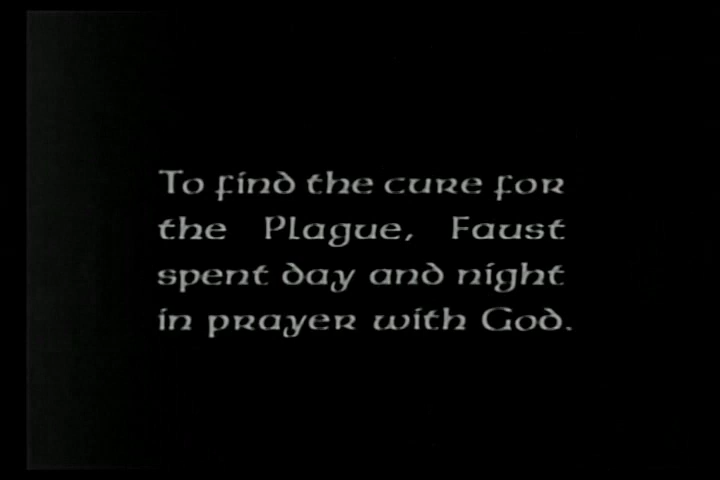 To find the cure for
the Plague, Faust
spent day and night
in prayer with God.